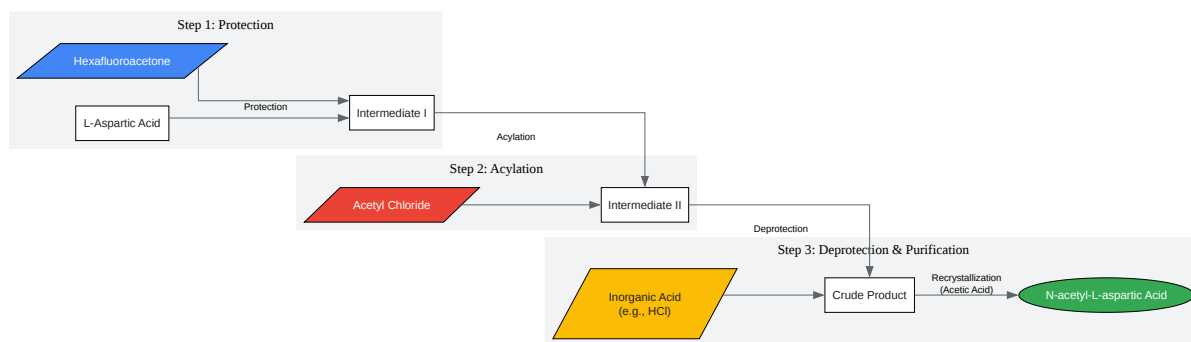 Step 1: Protection
Hexafluoroacetone
Protection
L-Aspartic Acid
Intermediate I
Acylation
Step 2: Acylation
Acetyl Chloride
Intermediate II
Deprotection
Step 3: Deprotection & Purification
Inorganic Acid
(e.g., HCl)
Crude Product
Recrystallization
(Acetic Acid)
N-acetyl-L-aspartic Acid